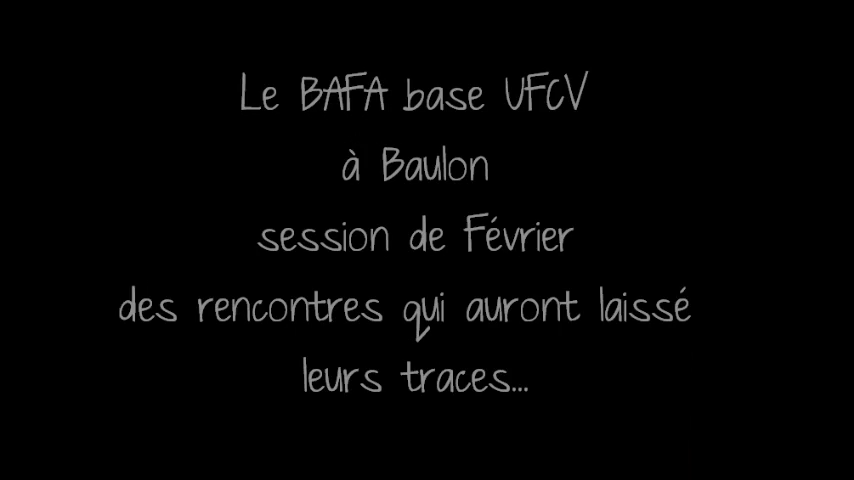 Le BAFA base UFCV
à Baulon
session de Février
des rencontres qui auront laissé
leurs traces...